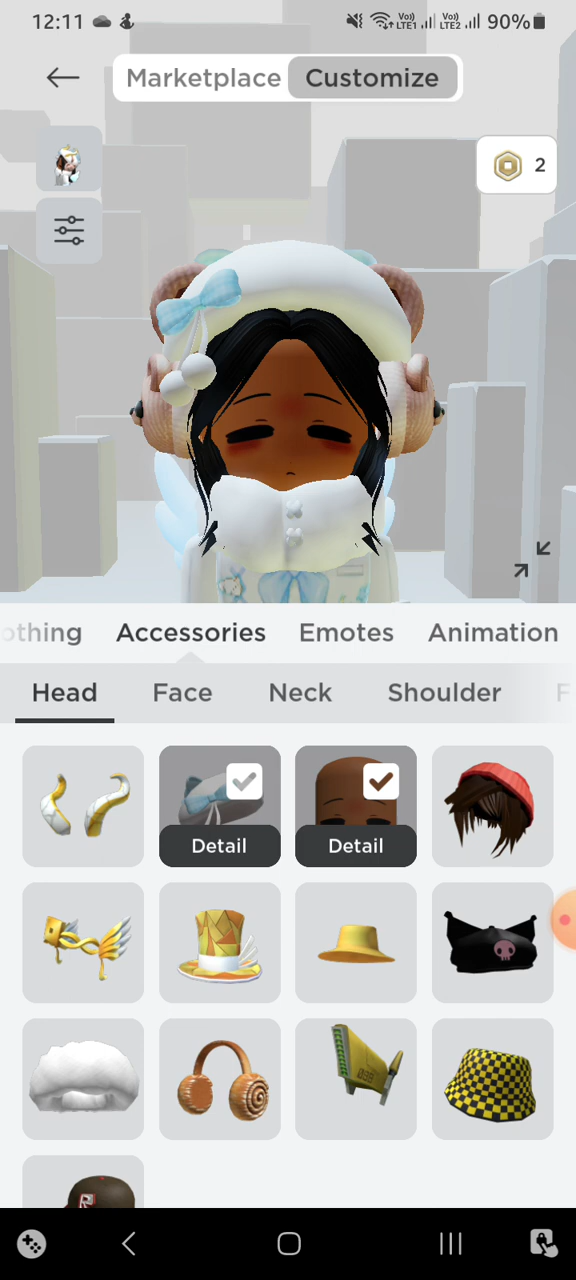 12:11 Vo) LTE1 Vo) LTE2 90%
Marketplace Customize
2
othing Accessories Emotes Animation
Head Face Neck Shoulder F
Detail Detail